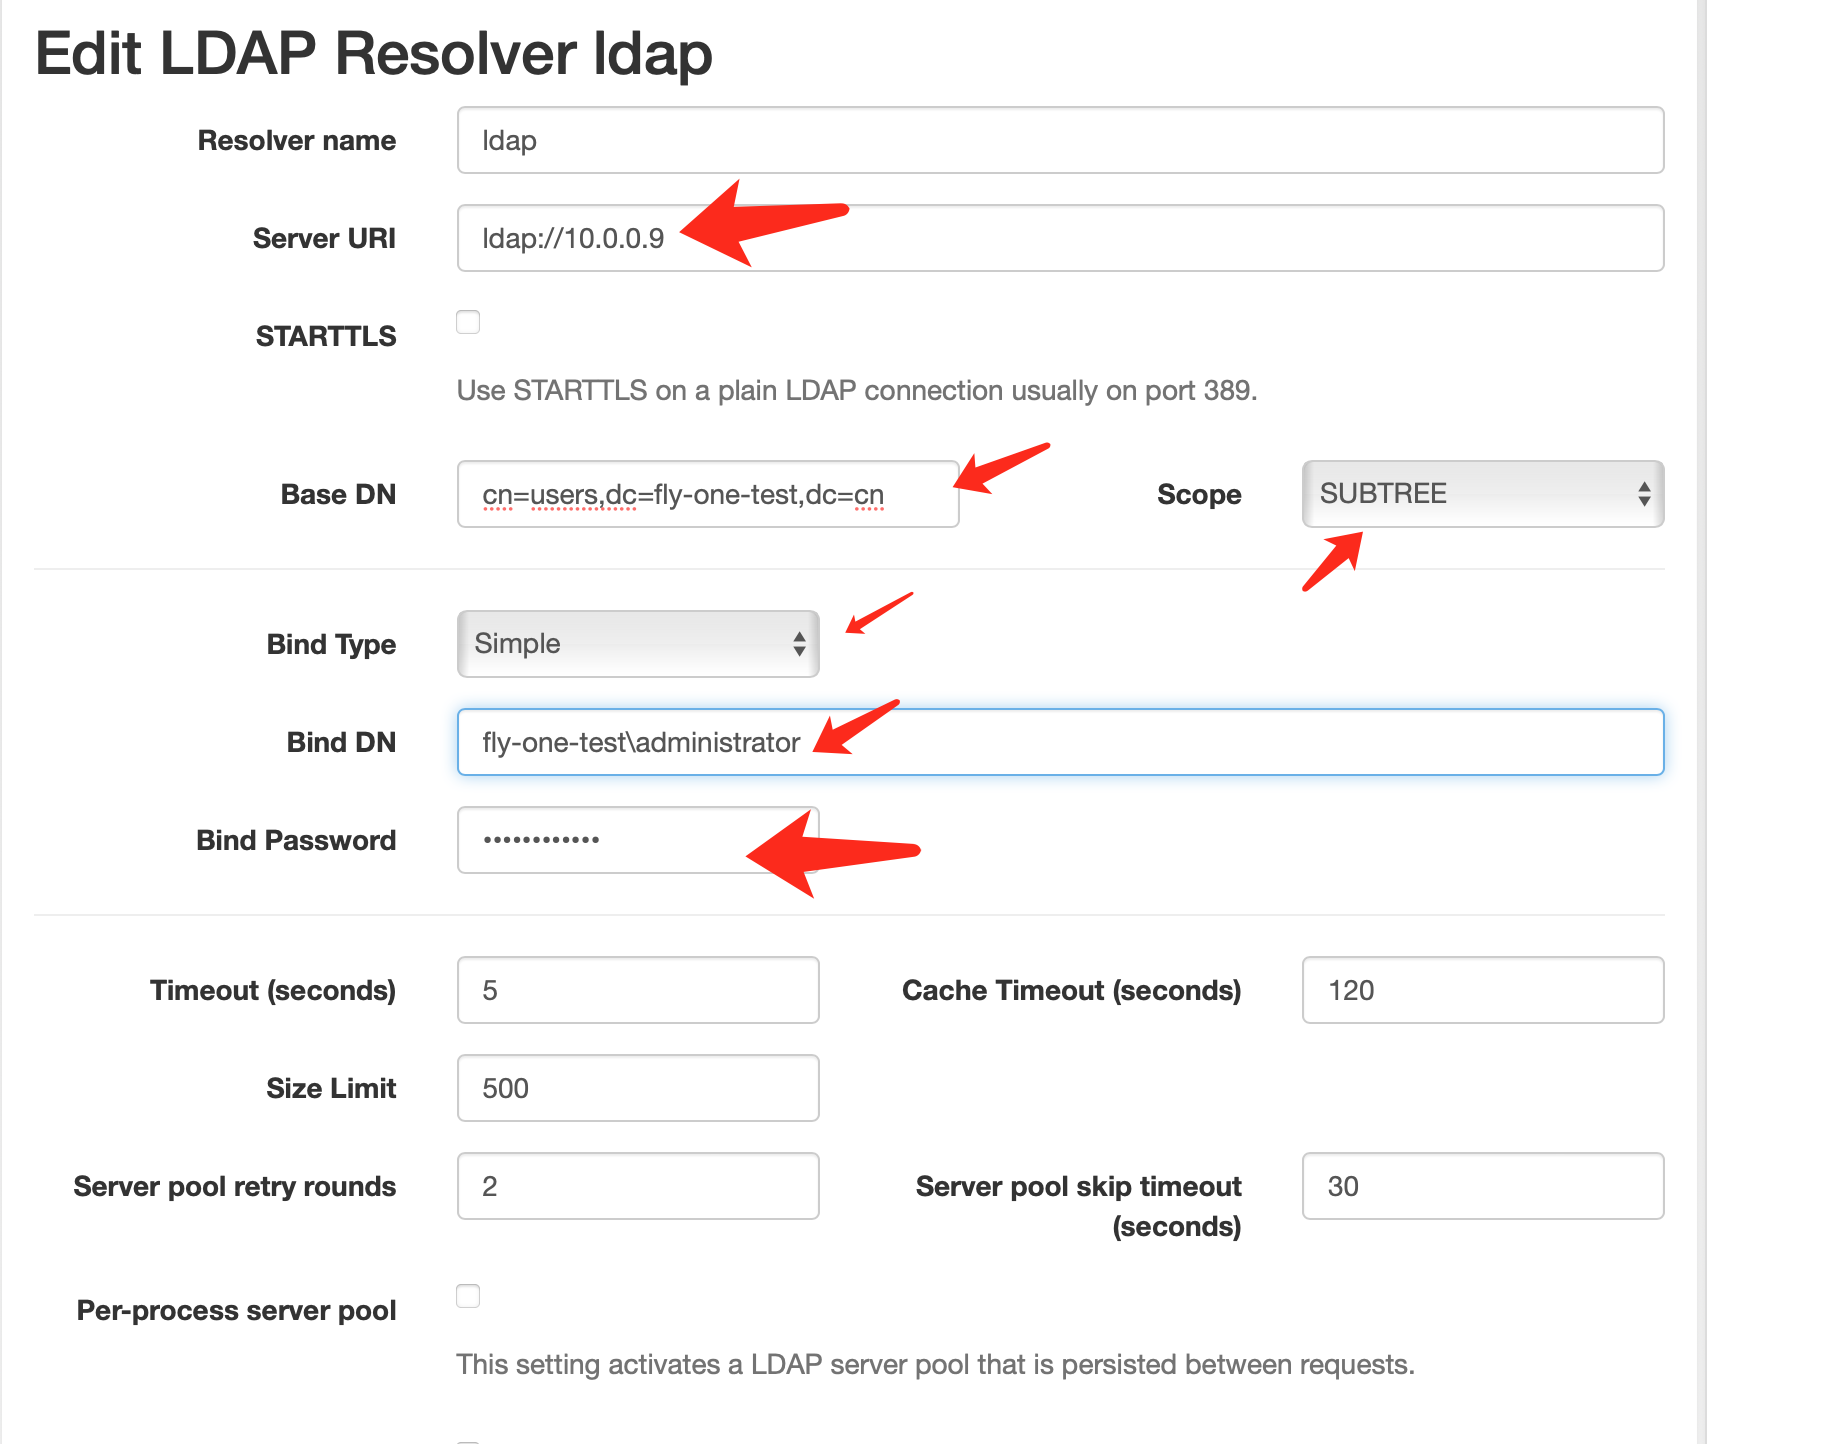 Edit LDAP Resolver ldap
Resolver name ldap
Server URI ldap://10.0.0.9
STARTTLS
Use STARTTLS on a plain LDAP connection usually on port 389.
Base DN cn=users,dc=fly-one-test,dc=cn Scope SUBTREE
Bind Type Simple
Bind DN fly-one-test\administrator
Bind Password ••••••••••••
Timeout (seconds) 5 Cache Timeout (seconds) 120
Size Limit 500
Server pool retry rounds 2 Server pool skip timeout 30
(seconds)
Per-process server pool
This setting activates a LDAP server pool that is persisted between requests.